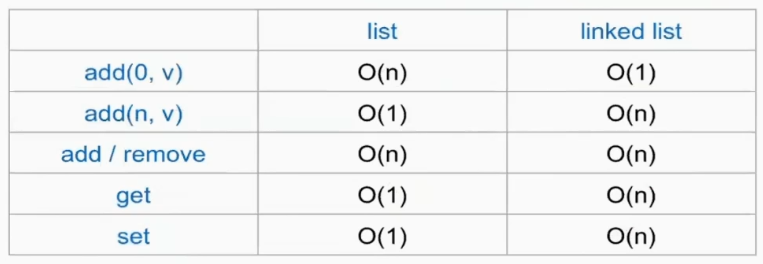 list linked list
add(0, v) O(n) O(1)
add(n, v) O(1) O(n)
add / remove O(n) O(n)
get O(1) O(n)
set O(1) O(n)